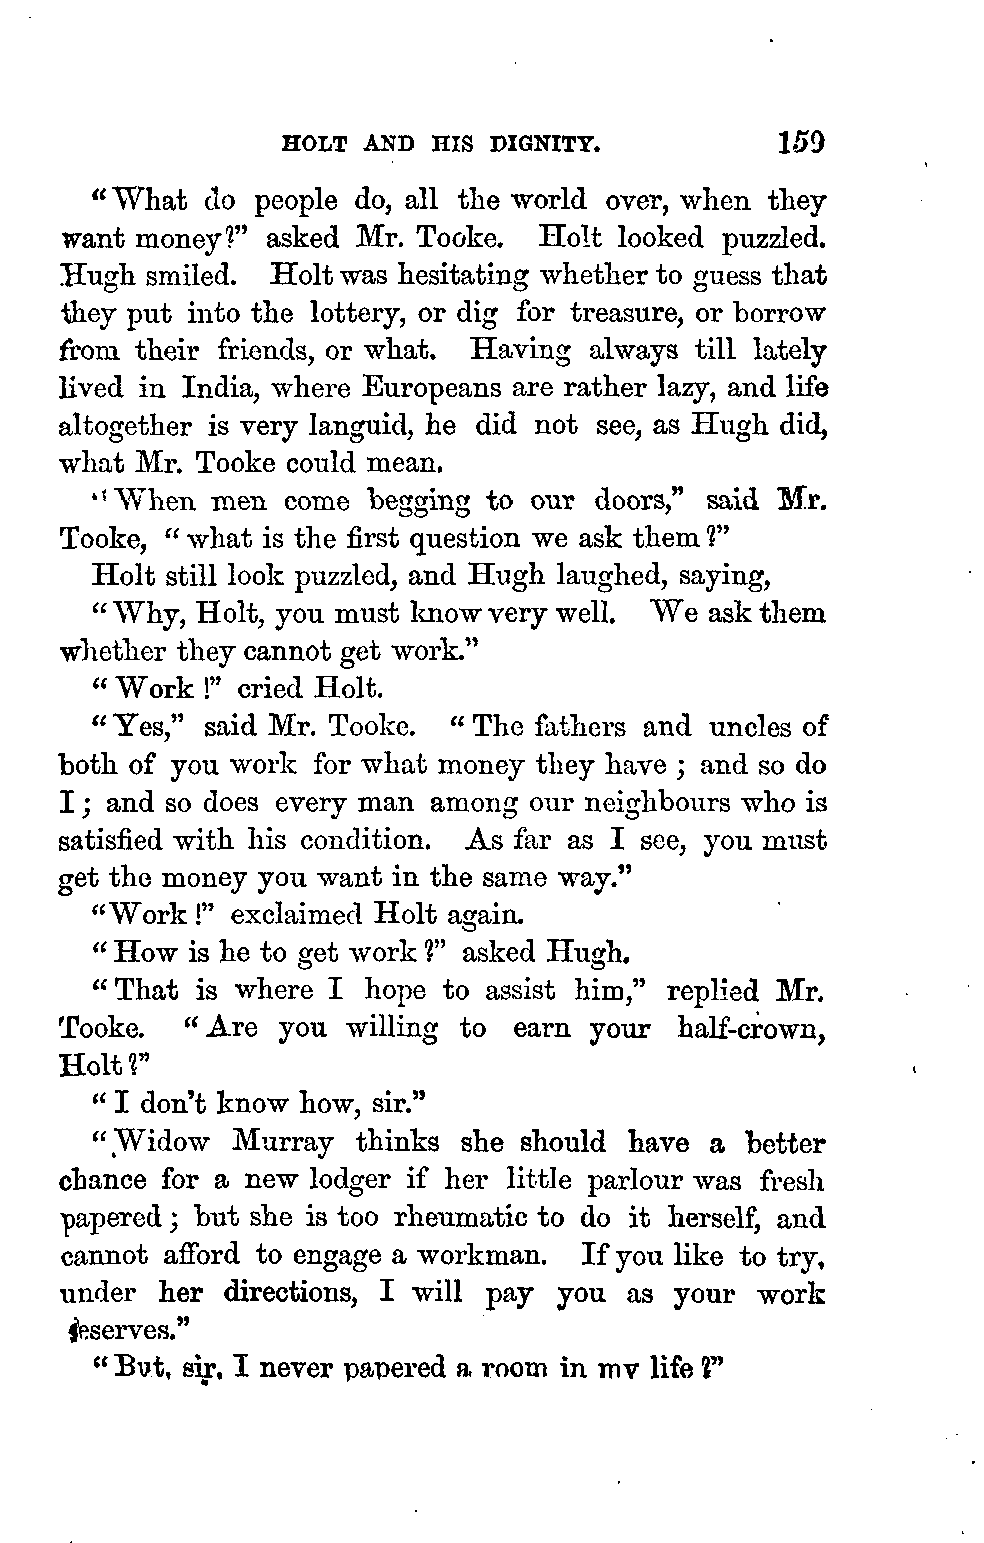 HOLT AND HIS DIGNITY. 159
“What do people do, all the world over, when they
want money?” asked Mr. Tooke. Holt looked puzzled.
Hugh smiled. Holt was hesitating whether to guess that
they put into the lottery, or dig for treasure, or borrow
from their friends, or what. Having always till lately
lived in India, where Europeans are rather lazy, and life
altogether is very languid, he did not see, as Hugh did,
what Mr. Tooke could mean.
“When men come begging to our doors,” said Mr.
Tooke, “what is the first question we ask them?”
Holt still look puzzled, and Hugh laughed, saying,
“Why, Holt, you must know very well. We ask them
whether they cannot get work.”
“Work!” cried Holt.
“Yes,” said Mr. Tooke. “The fathers and uncles of
both of you work for what money they have; and so do
I; and so does every man among our neighbours who is
satisfied with his condition. As far as I see, you must
get the money you want in the same way.”
“Work!” exclaimed Holt again.
“How is he to get work?” asked Hugh.
“That is where I hope to assist him,” replied Mr.
Tooke. “Are you willing to earn your half-crown,
Holt?”
“I don’t know how, sir.”
“Widow Murray thinks she should have a better
chance for a new lodger if her little parlour was fresh
papered; but she is too rheumatic to do it herself, and
cannot afford to engage a workman. If you like to try,
under her directions, I will pay you as your work
deserves.”
“But, sir, I never papered a room in my life?”